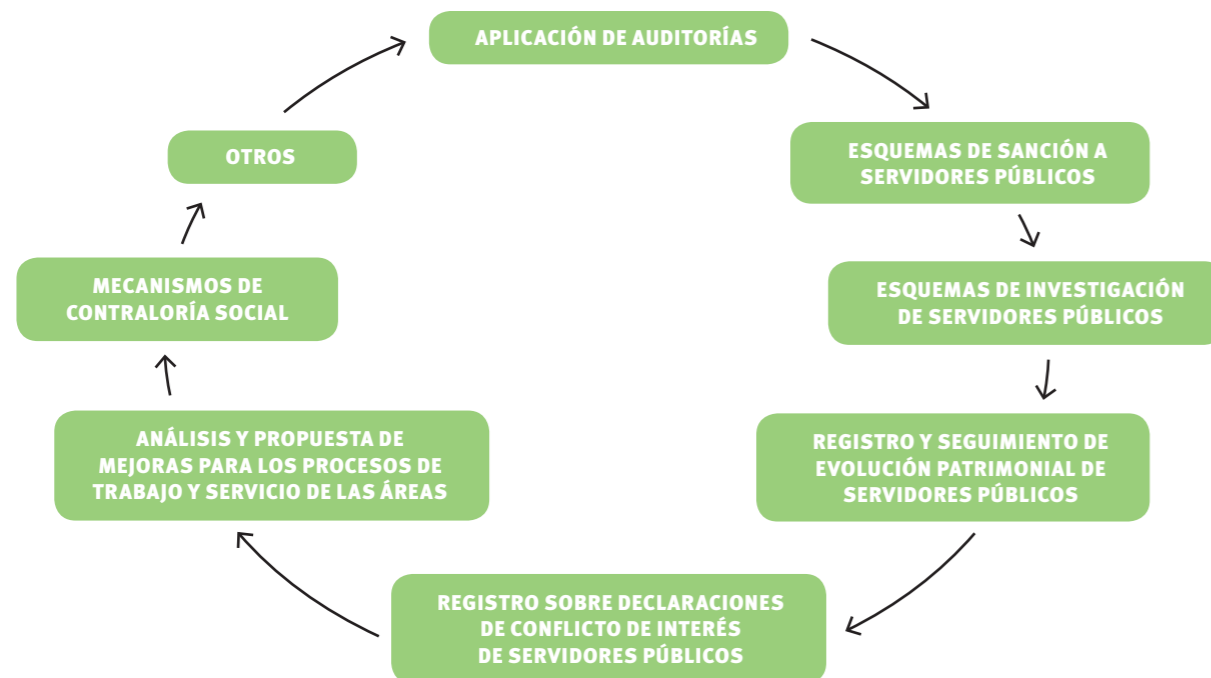 APLICACIÓN DE AUDITORÍAS
ESQUEMAS DE SANCIÓN A
SERVIDORES PÚBLICOS
ESQUEMAS DE INVESTIGACIÓN
DE SERVIDORES PÚBLICOS
REGISTRO Y SEGUIMIENTO DE
EVOLUCIÓN PATRIMONIAL DE
SERVIDORES PÚBLICOS
REGISTRO SOBRE DECLARACIONES
DE CONFLICTO DE INTERÉS
DE SERVIDORES PÚBLICOS
ANÁLISIS Y PROPUESTA DE
MEJORAS PARA LOS PROCESOS DE
TRABAJO Y SERVICIO DE LAS ÁREAS
MECANISMOS DE
CONTRALORÍA SOCIAL
OTROS